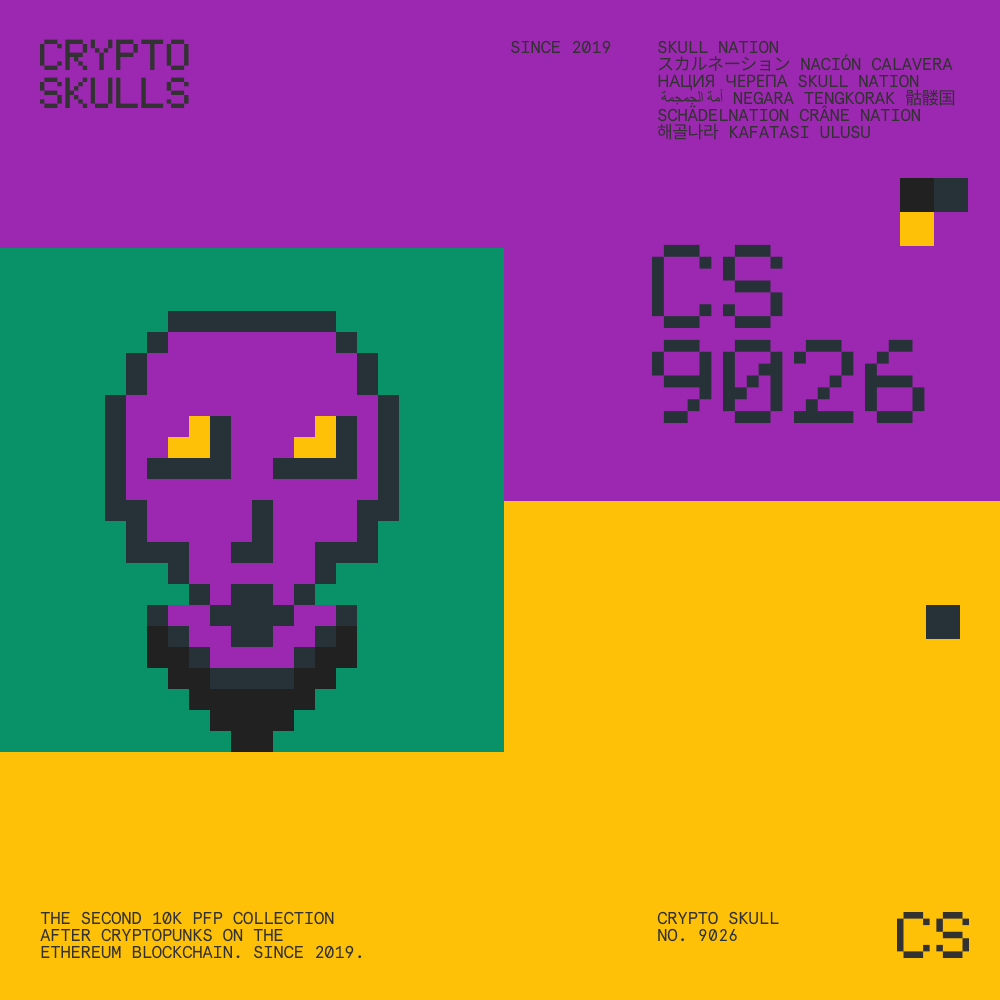 CRYPTO
SKULLS
SINCE 2019
SKULL NATION
スカルネーション NACIÓN CALAVERA
НАЦИЯ ЧЕРЕПА SKULL NATION
أمة الجمجمة NEGARA TENGKORAK 骷髅国
SCHÄDELNATION CRÂNE NATION
해골나라 KAFATASI ULUSU
CS
9026
THE SECOND 10K PFP COLLECTION
AFTER CRYPTOPUNKS ON THE
ETHEREUM BLOCKCHAIN. SINCE 2019.
CRYPTO SKULL
NO. 9026
CS